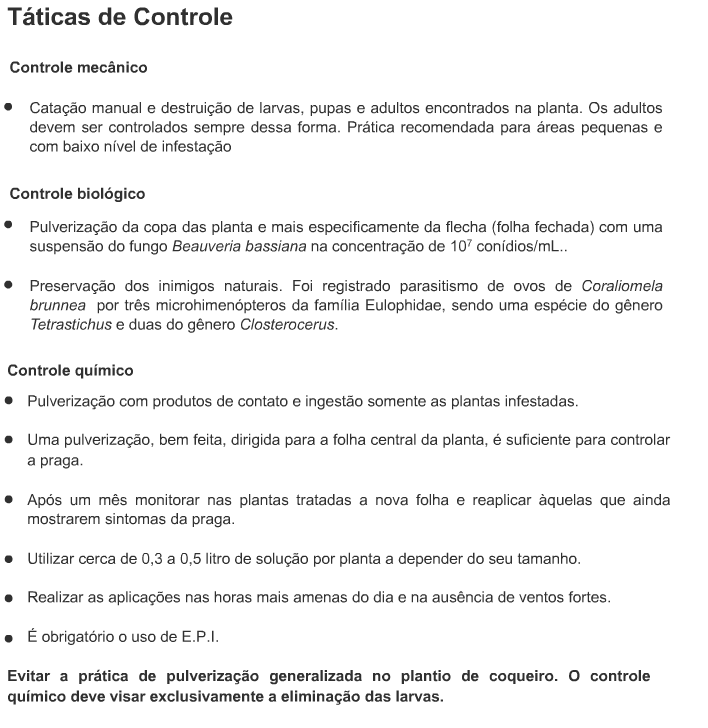 Táticas de Controle
Controle mecânico
● Catação manual e destruição de larvas, pupas e adultos encontrados na planta. Os adultos
devem ser controlados sempre dessa forma. Prática recomendada para áreas pequenas e
com baixo nível de infestação
Controle biológico
● Pulverização da copa das planta e mais especificamente da flecha (folha fechada) com uma
suspensão do fungo Beauveria bassiana na concentração de 10⁷ conídios/mL..
● Preservação dos inimigos naturais. Foi registrado parasitismo de ovos de Coraliomela
brunnea por três microhimenópteros da família Eulophidae, sendo uma espécie do gênero
Tetrastichus e duas do gênero Closterocerus.
Controle químico
● Pulverização com produtos de contato e ingestão somente as plantas infestadas.
● Uma pulverização, bem feita, dirigida para a folha central da planta, é suficiente para controlar
a praga.
● Após um mês monitorar nas plantas tratadas a nova folha e reaplicar àquelas que ainda
mostrarem sintomas da praga.
● Utilizar cerca de 0,3 a 0,5 litro de solução por planta a depender do seu tamanho.
● Realizar as aplicações nas horas mais amenas do dia e na ausência de ventos fortes.
● É obrigatório o uso de E.P.I.
Evitar a prática de pulverização generalizada no plantio de coqueiro. O controle
químico deve visar exclusivamente a eliminação das larvas.